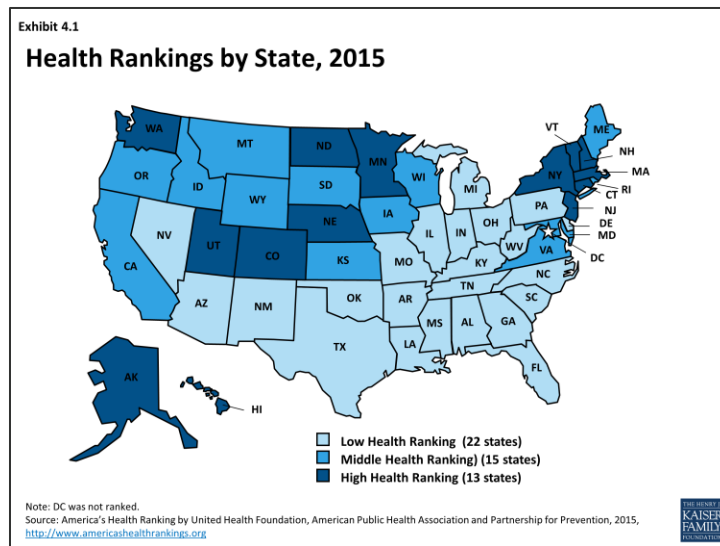 Exhibit 4.1
Health Rankings by State, 2015
WA
MT
ND
MN
VT
ME
NH
MA
RI
CT
NJ
DE
MD
DC
OR
ID
WY
SD
WI
MI
NY
PA
NE
IA
NV
UT
CO
KS
IL
IN
OH
WV
VA
CA
MO
KY
NC
TN
AZ
NM
OK
AR
SC
MS
AL
GA
TX
LA
FL
AK
HI
Low Health Ranking (22 states)
Middle Health Ranking) (15 states)
High Health Ranking (13 states)
Note: DC was not ranked.
Source: America's Health Ranking by United Health Foundation, American Public Health Association and Partnership for Prevention, 2015,
http://www.americashealthrankings.org
THE HENRY J.
KAISER
FAMILY
FOUNDATION